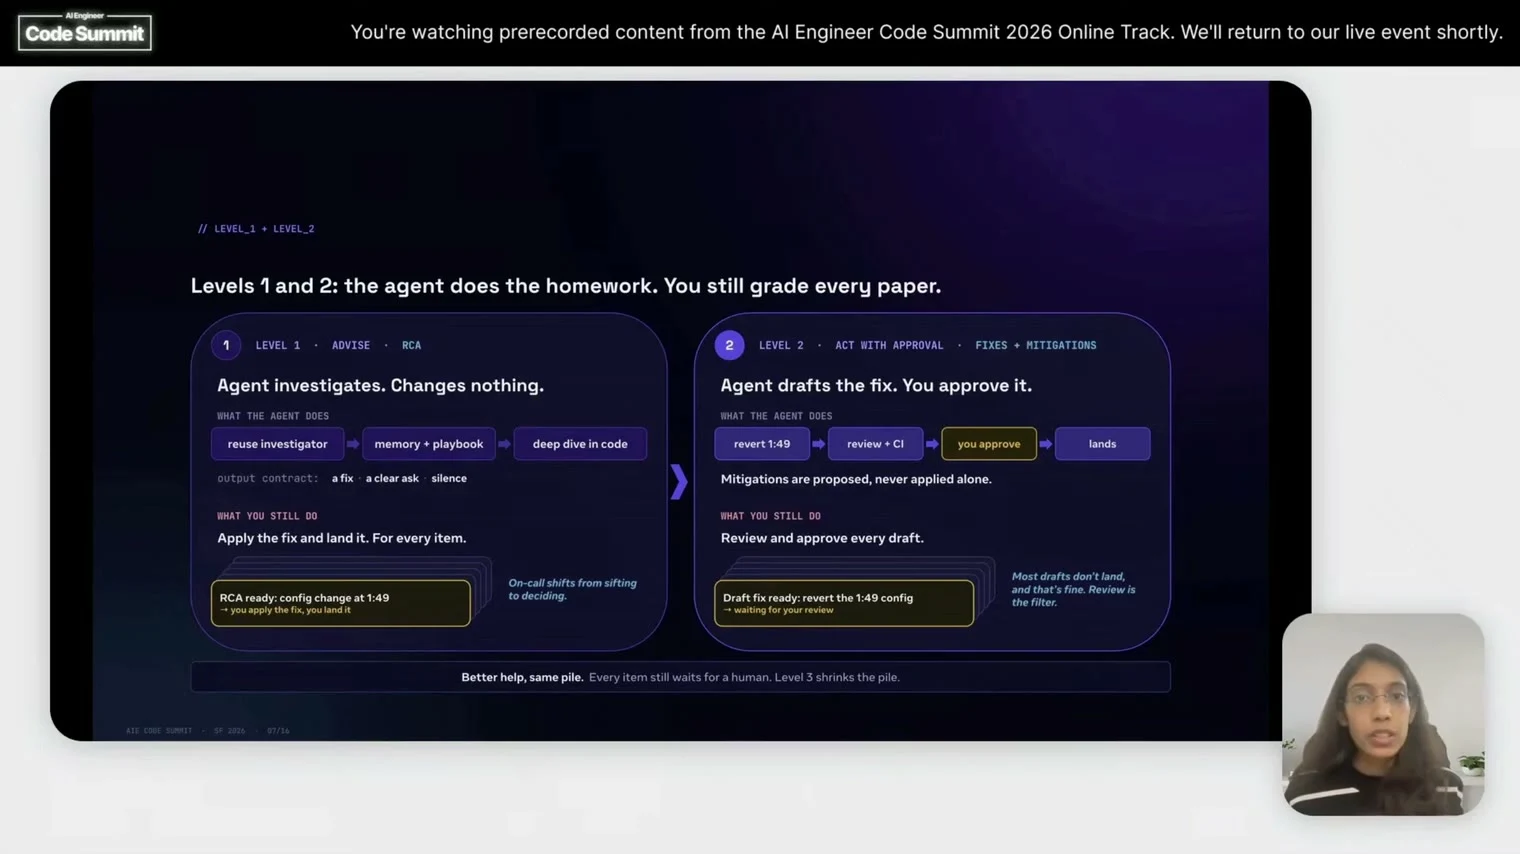 AI Engineer
Code Summit
You're watching prerecorded content from the AI Engineer Code Summit 2026 Online Track. We'll return to our live event shortly.
// LEVEL_1 + LEVEL_2
Levels 1 and 2: the agent does the homework. You still grade every paper.
1 LEVEL 1 · ADVISE · RCA
Agent investigates. Changes nothing.
WHAT THE AGENT DOES
reuse investigator
memory + playbook
deep dive in code
output contract: a fix · a clear ask · silence
WHAT YOU STILL DO
Apply the fix and land it. For every item.
RCA ready: config change at 1:49
→ you apply the fix, you land it
On-call shifts from sifting
to deciding.
2 LEVEL 2 · ACT WITH APPROVAL · FIXES + MITIGATIONS
Agent drafts the fix. You approve it.
WHAT THE AGENT DOES
revert 1:49
review + CI
you approve
lands
Mitigations are proposed, never applied alone.
WHAT YOU STILL DO
Review and approve every draft.
Draft fix ready: revert the 1:49 config
→ waiting for your review
Most drafts don't land,
and that's fine. Review is
the filter.
Better help, same pile. Every item still waits for a human. Level 3 shrinks the pile.
AIE CODE SUMMIT · SF 2026 · 07/16